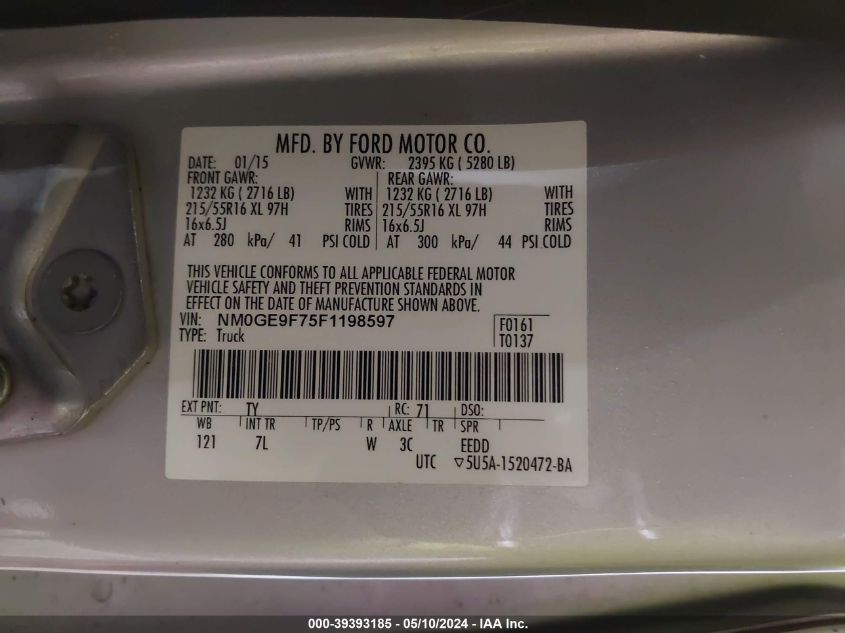 MFD. BY FORD MOTOR CO.
DATE: 01/15 GVWR: 2395 KG ( 5280 LB)
FRONT GAWR: REAR GAWR:
1232 KG ( 2716 LB) WITH 1232 KG ( 2716 LB) WITH
215/55R16 XL 97H TIRES 215/55R16 XL 97H TIRES
16x6.5J RIMS 16x6.5J RIMS
AT 280 kPa/ 41 PSI COLD AT 300 kPa/ 44 PSI COLD
THIS VEHICLE CONFORMS TO ALL APPLICABLE FEDERAL MOTOR
VEHICLE SAFETY AND THEFT PREVENTION STANDARDS IN
EFFECT ON THE DATE OF MANUFACTURE SHOWN ABOVE.
VIN: NM0GE9F75F1198597 F0161
TYPE: Truck T0137
EXT PNT: TY RC: 71 DSO:
WB INT TR TP/PS R AXLE TR SPR
121 7L W 3C EEDD
UTC ▽5U5A-1520472-BA
000-39393185 - 05/10/2024 - IAA Inc.